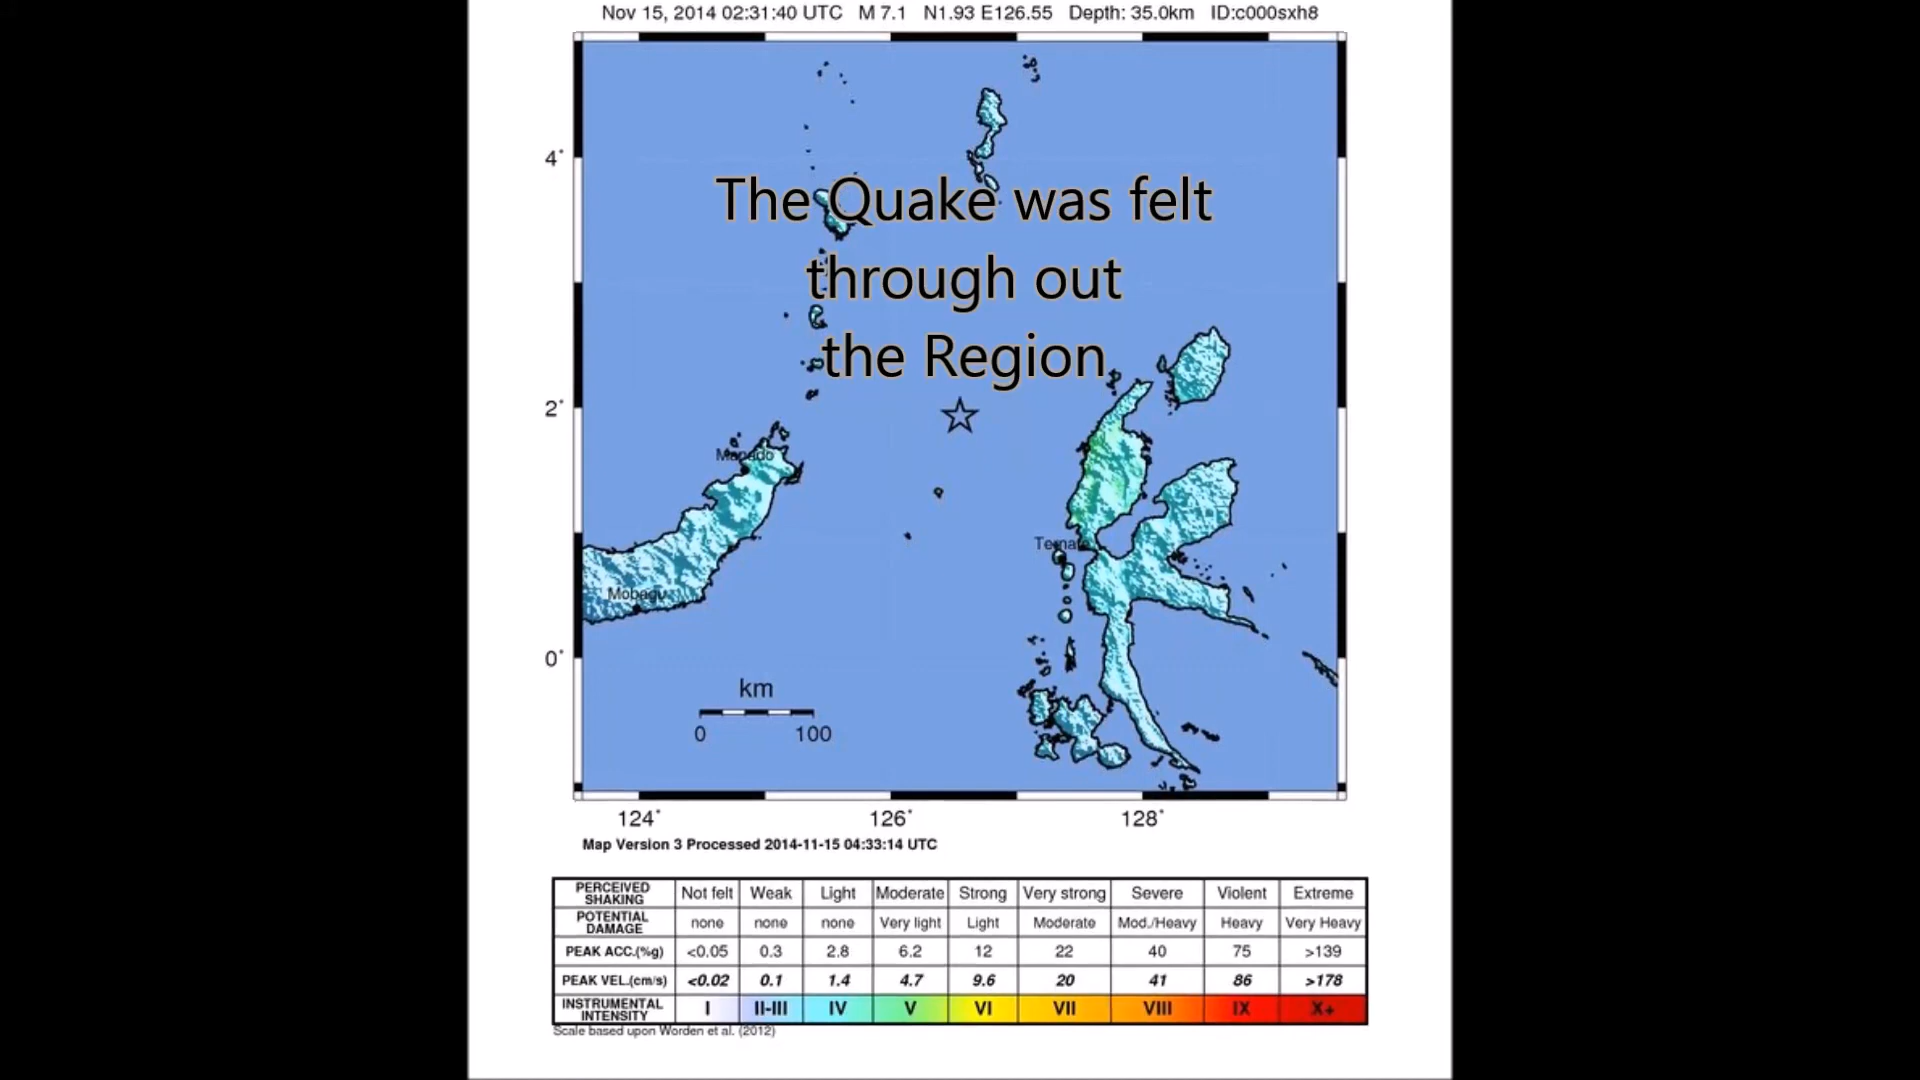 Nov 15, 2014 02:31:40 UTC M 7.1 N1.93 E126.55 Depth: 35.0km ID:c000sxh8
The Quake was felt
through out
the Region
4°
2°
0°
Manado
Ternate
Mobagu
km
0 100
124° 126° 128°
Map Version 3 Processed 2014-11-15 04:33:14 UTC
PERCEIVED SHAKING Not felt Weak Light Moderate Strong Very strong Severe Violent Extreme
POTENTIAL DAMAGE none none none Very light Light Moderate Mod./Heavy Heavy Very Heavy
PEAK ACC.(%g) <0.05 0.3 2.8 6.2 12 22 40 75 >139
PEAK VEL.(cm/s) <0.02 0.1 1.4 4.7 9.6 20 41 86 >178
INSTRUMENTAL INTENSITY I II-III IV V VI VII VIII IX X+
Scale based upon Worden et al. (2012)